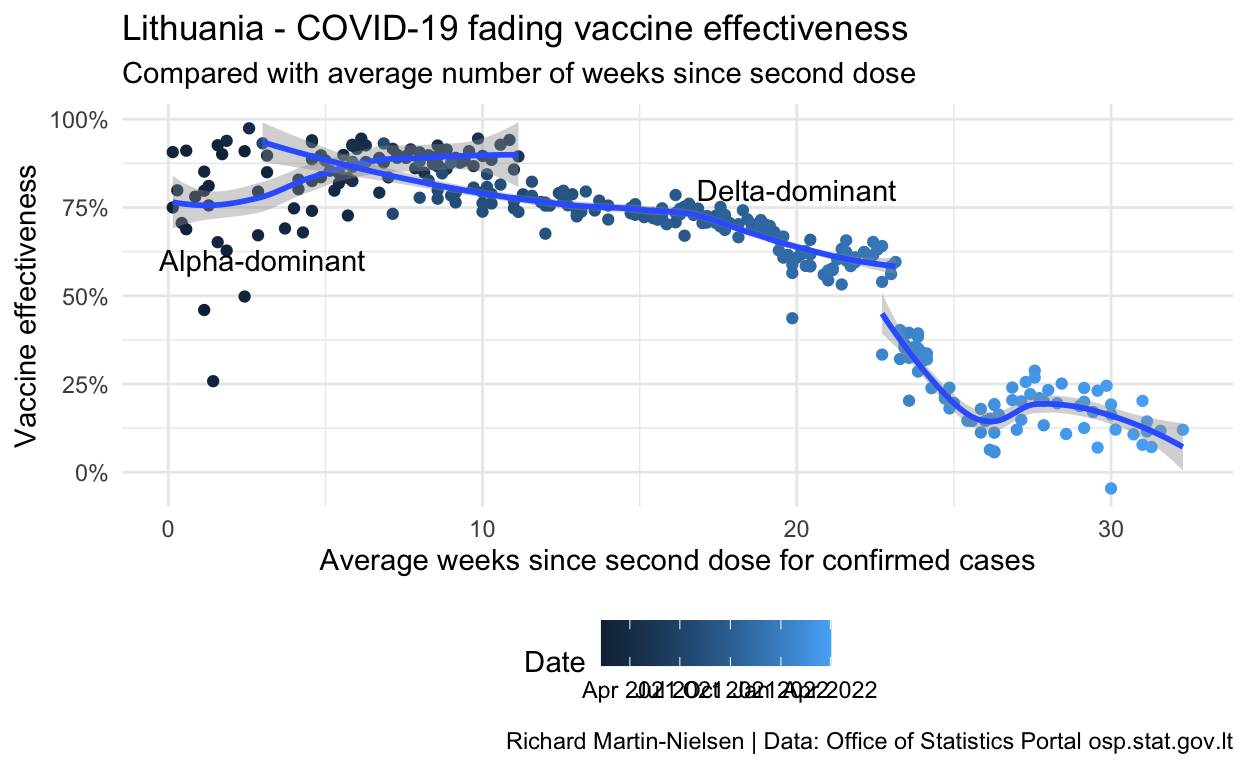 Lithuania - COVID-19 fading vaccine effectiveness
Compared with average number of weeks since second dose
100%
75%
50%
25%
0%
Vaccine effectiveness
Delta-dominant
Alpha-dominant
0 10 20 30
Average weeks since second dose for confirmed cases
Date
Apr 2021 Jul 2021 Oct 2021 Jan 2022 Apr 2022
Richard Martin-Nielsen | Data: Office of Statistics Portal osp.stat.gov.lt